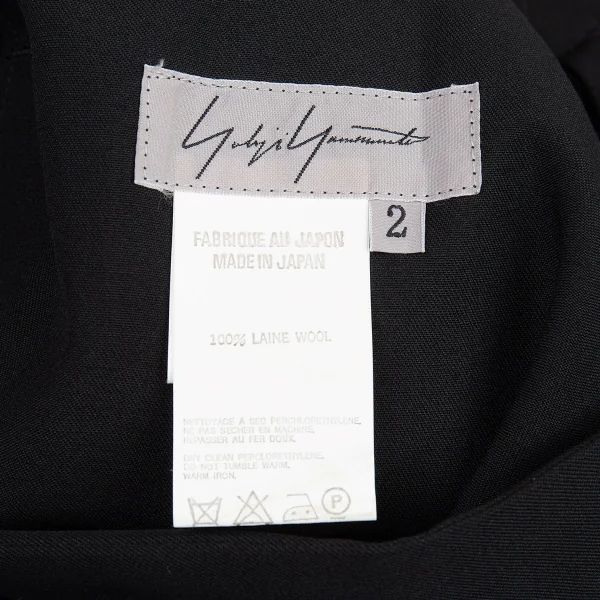 Yohji Yamamoto
2
FABRIQUE AU JAPON
MADE IN JAPAN
100% LAINE WOOL
NETTOYAGE A SEC PERCHLORETHYLENE,
NE PAS SECHER EN MACHINE,
REPASSER AU FER DOUX.
DRY CLEAN PERCLORETHYLENE,
DO NOT TUMBLE WARM,
WARM IRON.
P